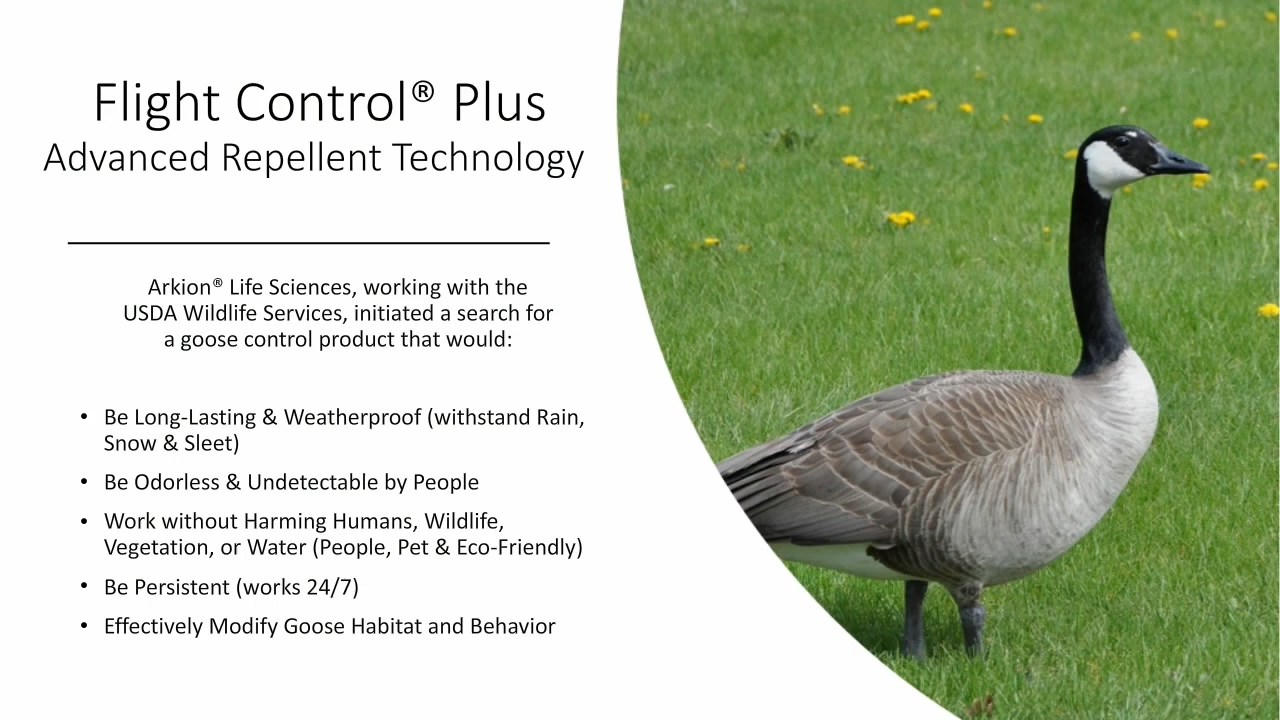 Flight Control® Plus
Advanced Repellent Technology
Arkion® Life Sciences, working with the
USDA Wildlife Services, initiated a search for
a goose control product that would:
• Be Long-Lasting & Weatherproof (withstand Rain,
Snow & Sleet)
• Be Odorless & Undetectable by People
• Work without Harming Humans, Wildlife,
Vegetation, or Water (People, Pet & Eco-Friendly)
• Be Persistent (works 24/7)
• Effectively Modify Goose Habitat and Behavior